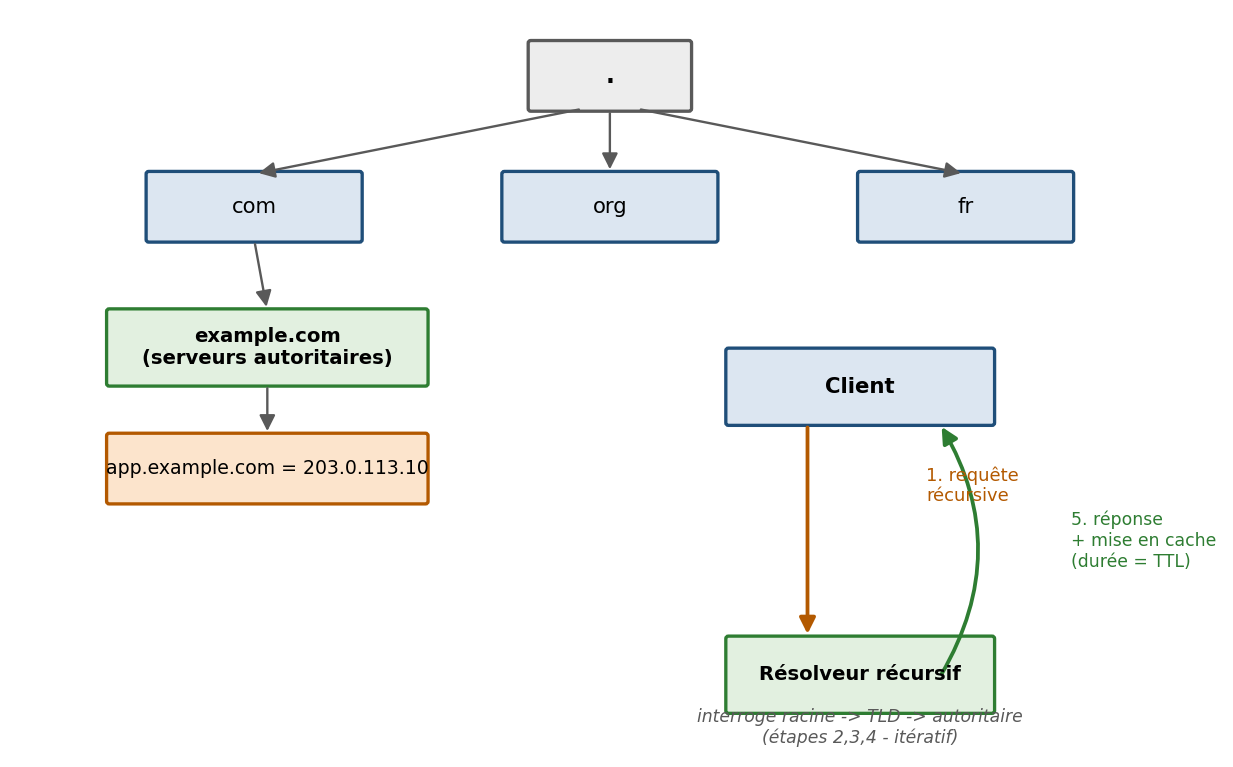 .
com
org
fr
example.com
(serveurs autoritaires)
app.example.com = 203.0.113.10
Client
1. requête
récursive
5. réponse
+ mise en cache
(durée = TTL)
Résolveur récursif
interroge racine -> TLD -> autoritaire
(étapes 2,3,4 - itératif)